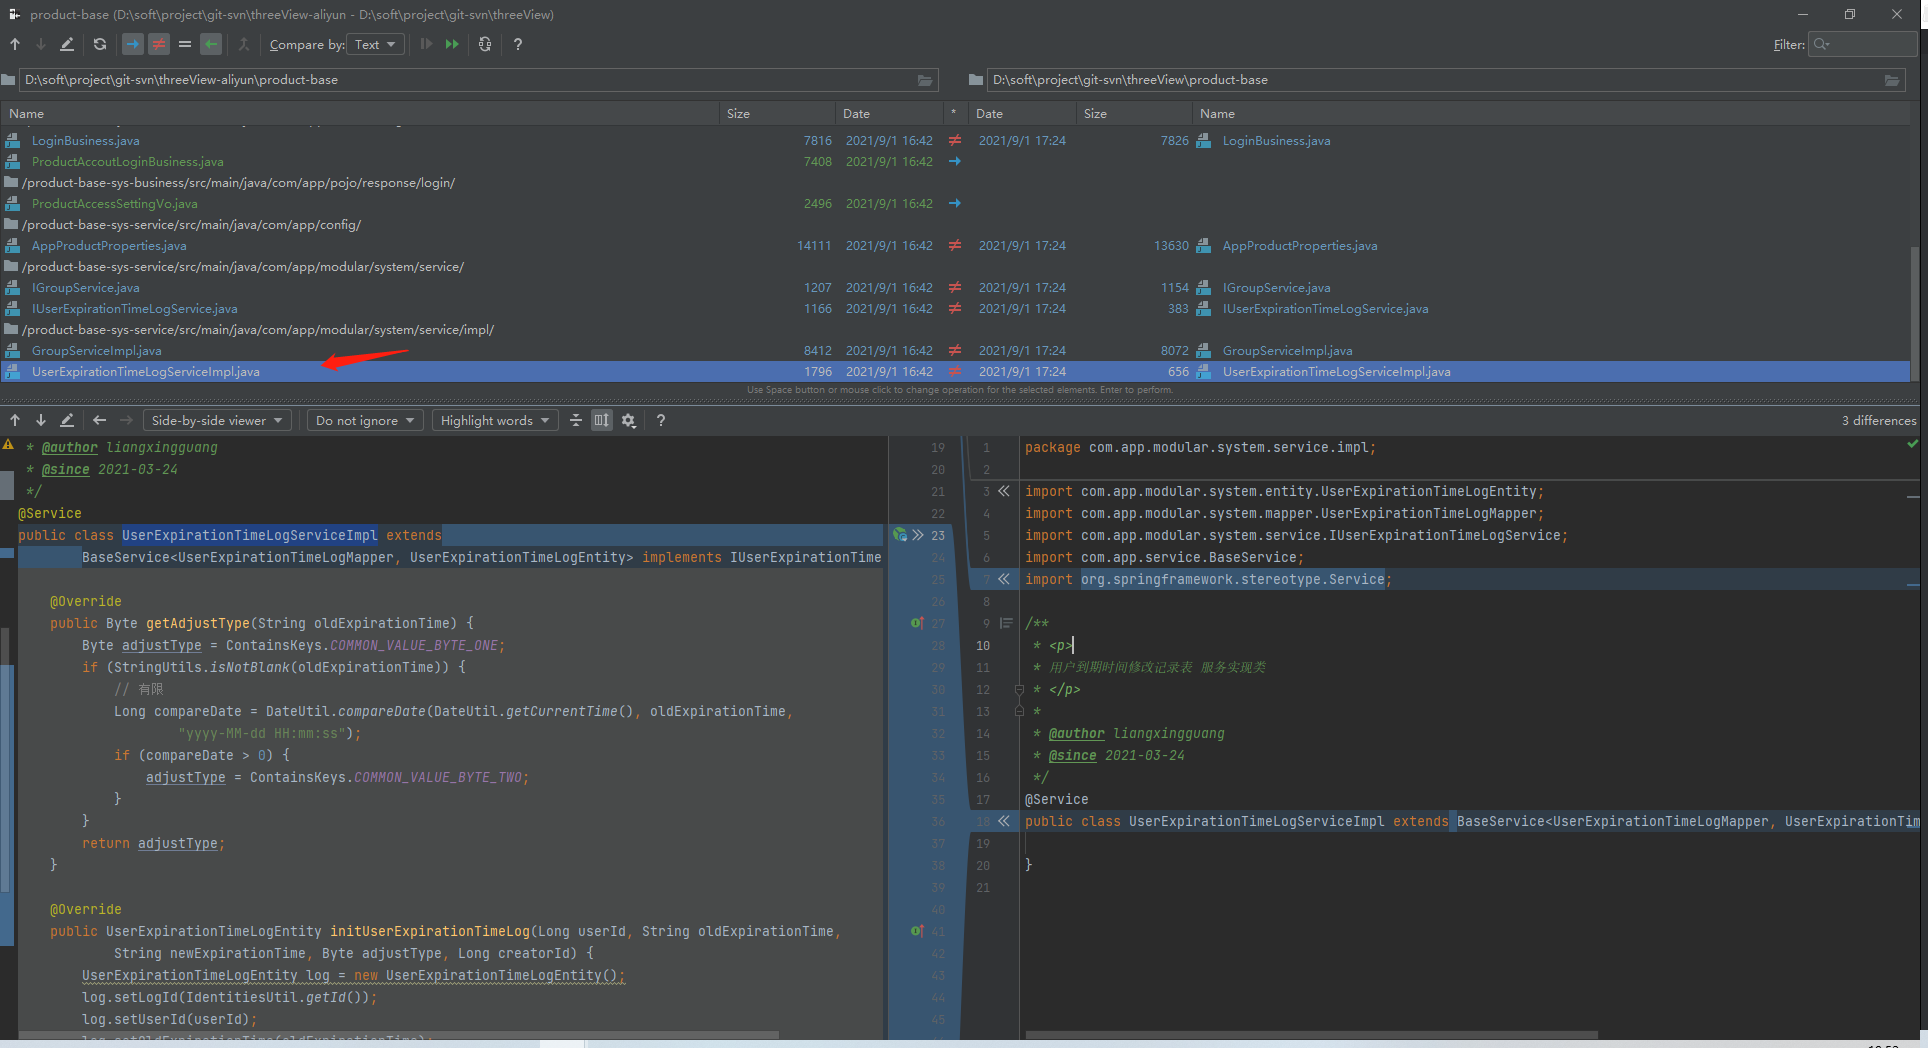 product-base (D:\soft\project\git-svn\threeView-aliyun - D:\soft\project\git-svn\threeView)
Compare by: Text
Filter:
D:\soft\project\git-svn\threeView-aliyun\product-base D:\soft\project\git-svn\threeView\product-base
Name Size Date * Date Size Name
LoginBusiness.java 7816 2021/9/1 16:42 ≠ 2021/9/1 17:24 7826 LoginBusiness.java
ProductAccoutLoginBusiness.java 7408 2021/9/1 16:42 →
/product-base-sys-business/src/main/java/com/app/pojo/response/login/
ProductAccessSettingVo.java 2496 2021/9/1 16:42 →
/product-base-sys-service/src/main/java/com/app/config/
AppProductProperties.java 14111 2021/9/1 16:42 ≠ 2021/9/1 17:24 13630 AppProductProperties.java
/product-base-sys-service/src/main/java/com/app/modular/system/service/
IGroupService.java 1207 2021/9/1 16:42 ≠ 2021/9/1 17:24 1154 IGroupService.java
IUserExpirationTimeLogService.java 1166 2021/9/1 16:42 ≠ 2021/9/1 17:24 383 IUserExpirationTimeLogService.java
/product-base-sys-service/src/main/java/com/app/modular/system/service/impl/
GroupServiceImpl.java 8412 2021/9/1 16:42 ≠ 2021/9/1 17:24 8072 GroupServiceImpl.java
UserExpirationTimeLogServiceImpl.java 1796 2021/9/1 16:42 ≠ 2021/9/1 17:24 656 UserExpirationTimeLogServiceImpl.java
Use Space button or mouse click to change operation for the selected elements. Enter to perform.
Side-by-side viewer Do not ignore Highlight words ? 3 differences
* @author liangxingguang
* @since 2021-03-24
*/
@Service
public class UserExpirationTimeLogServiceImpl extends
BaseService<UserExpirationTimeLogMapper, UserExpirationTimeLogEntity> implements IUserExpirationTime
@Override
public Byte getAdjustType(String oldExpirationTime) {
Byte adjustType = ContainsKeys.COMMON_VALUE_BYTE_ONE;
if (StringUtils.isNotBlank(oldExpirationTime)) {
// 有限
Long compareDate = DateUtil.compareDate(DateUtil.getCurrentTime(), oldExpirationTime,
"yyyy-MM-dd HH:mm:ss");
if (compareDate > 0) {
adjustType = ContainsKeys.COMMON_VALUE_BYTE_TWO;
}
}
return adjustType;
}
@Override
public UserExpirationTimeLogEntity initUserExpirationTimeLog(Long userId, String oldExpirationTime,
String newExpirationTime, Byte adjustType, Long creatorId) {
UserExpirationTimeLogEntity log = new UserExpirationTimeLogEntity();
log.setLogId(IdentitiesUtil.getId());
log.setUserId(userId);
log.setOldExpirationTime(oldExpirationTime);
19
20
21
22
23
24
25
26
27
28
29
30
31
32
33
34
35
36
37
38
39
40
41
42
43
44
45
1 package com.app.modular.system.service.impl;
2
3 import com.app.modular.system.entity.UserExpirationTimeLogEntity;
4 import com.app.modular.system.mapper.UserExpirationTimeLogMapper;
5 import com.app.modular.system.service.IUserExpirationTimeLogService;
6 import com.app.service.BaseService;
7 import org.springframework.stereotype.Service;
8
9 /**
10 * <p>
11 * 用户到期时间修改记录表 服务实现类
12 * </p>
13 *
14 * @author liangxingguang
15 * @since 2021-03-24
16 */
17 @Service
18 public class UserExpirationTimeLogServiceImpl extends BaseService<UserExpirationTimeLogMapper, UserExpirationTim
19
20 }
21